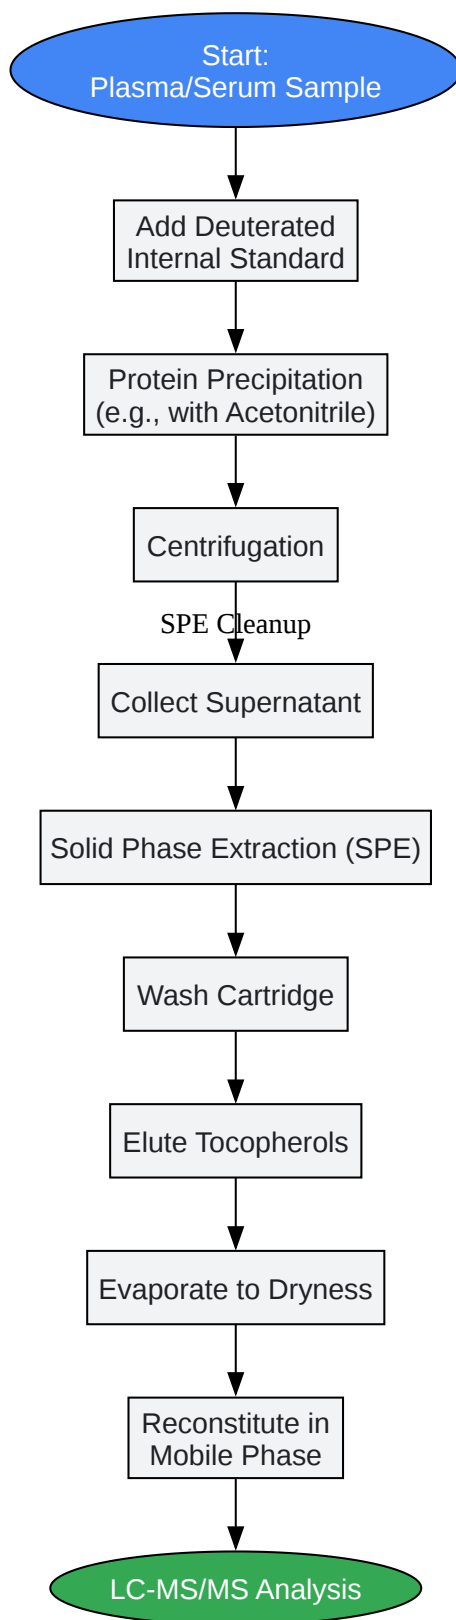 Start:
Plasma/Serum Sample
Add Deuterated
Internal Standard
Protein Precipitation
(e.g., with Acetonitrile)
Centrifugation
SPE Cleanup
Collect Supernatant
Solid Phase Extraction (SPE)
Wash Cartridge
Elute Tocopherols
Evaporate to Dryness
Reconstitute in
Mobile Phase
LC-MS/MS Analysis